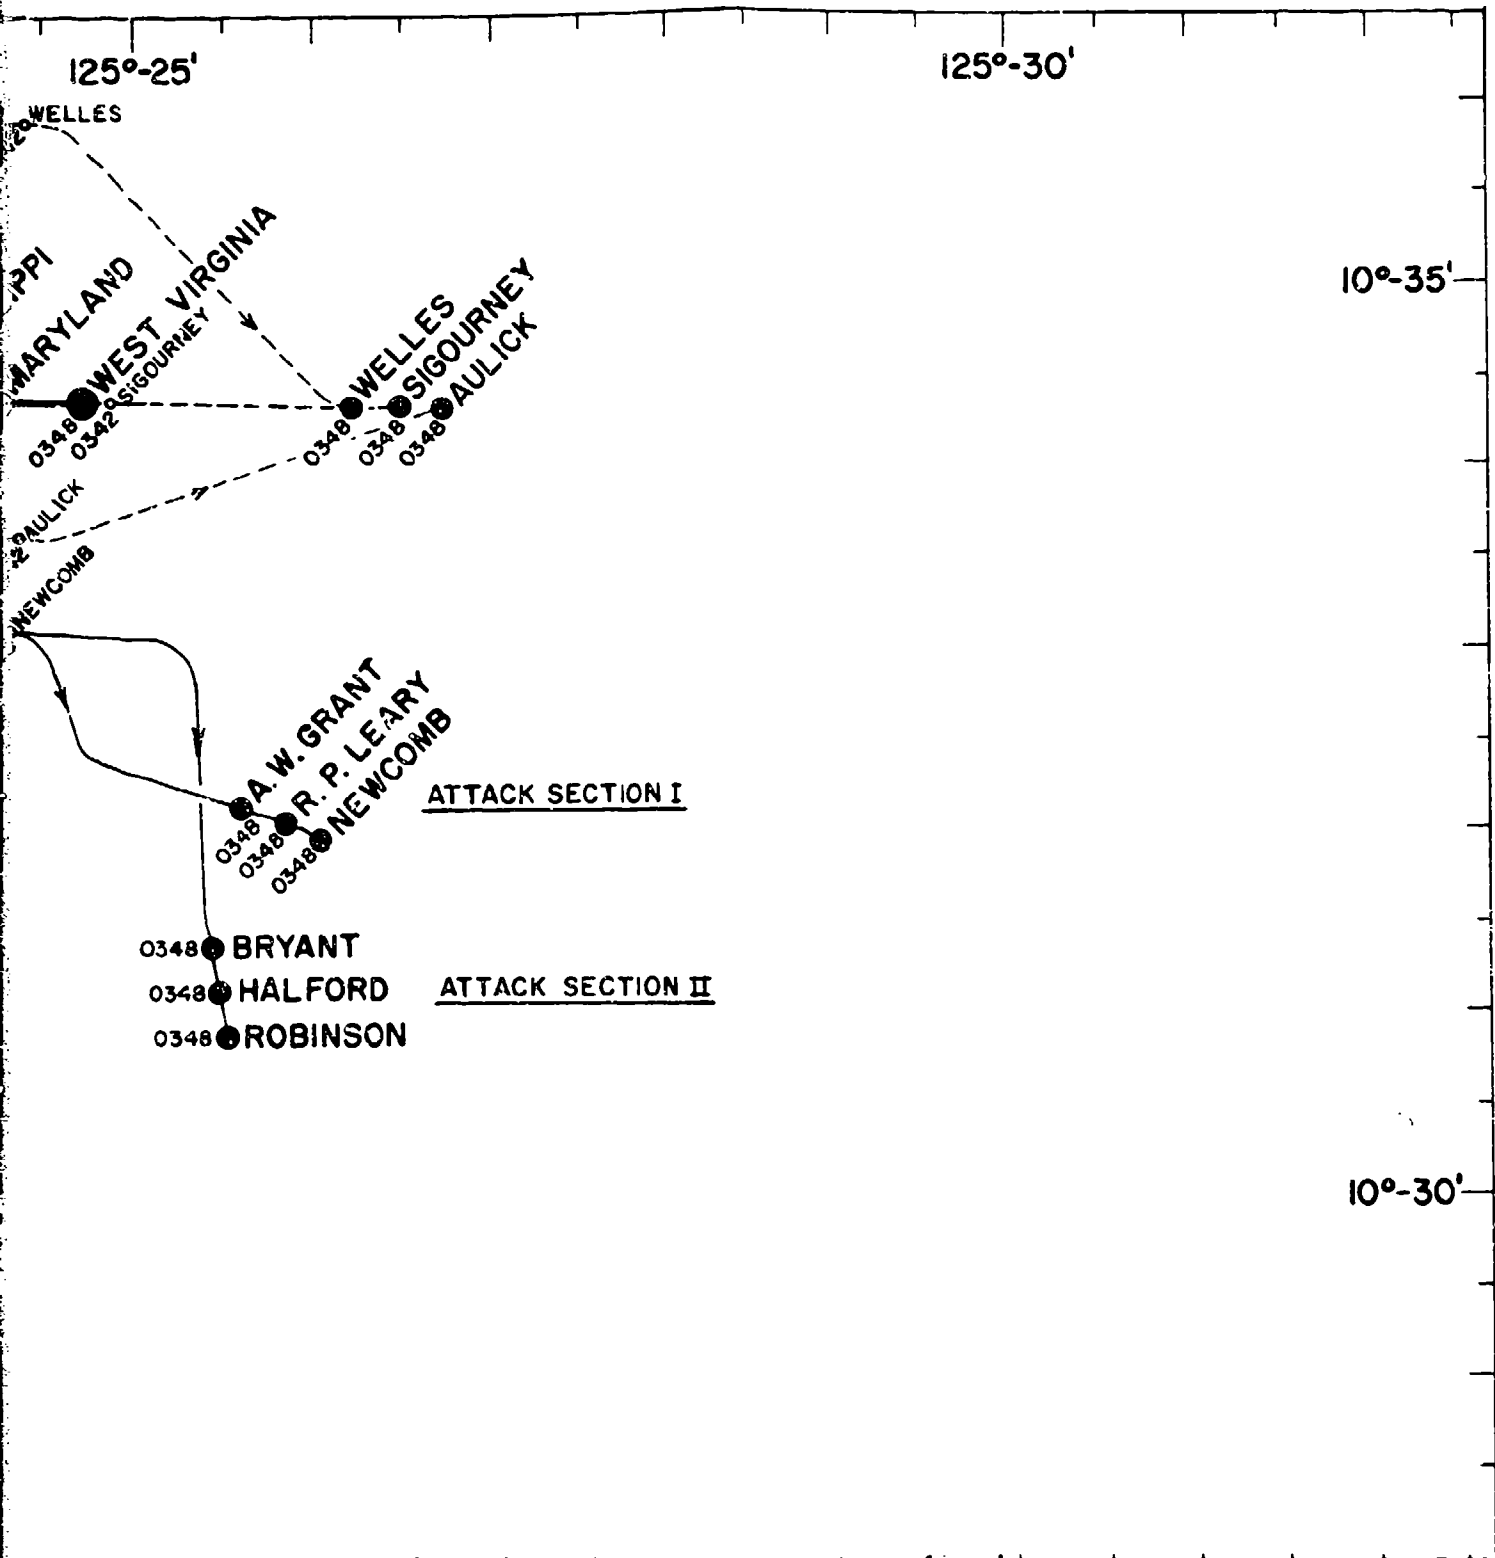 125°-25'
125°-30'
WELLES
10°-35'
MARYLAND
WEST VIRGINIA
0348
0342 SIGOURNEY
WELLES
0348
SIGOURNEY
0348
AULICK
0348
AULICK
NEWCOMB
A.W. GRANT
0348
R. P. LEARY
0348
NEWCOMB
0348
ATTACK SECTION I
0348 BRYANT
0348 HALFORD
ATTACK SECTION II
0348 ROBINSON
10°-30'